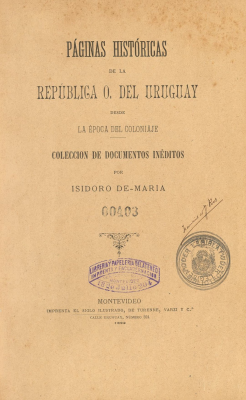 PÁGINAS HISTÓRICAS
DE LA
REPÚBLICA O. DEL URUGUAY
DESDE
LA ÉPOCA DEL COLONIAJE
COLECCION DE DOCUMENTOS INÉDITOS
POR
ISIDORO DE-MARIA
60403
MONTEVIDEO
IMPRENTA EL SIGLO ILUSTRADO, DE TURENNE, VARZI Y C.ª